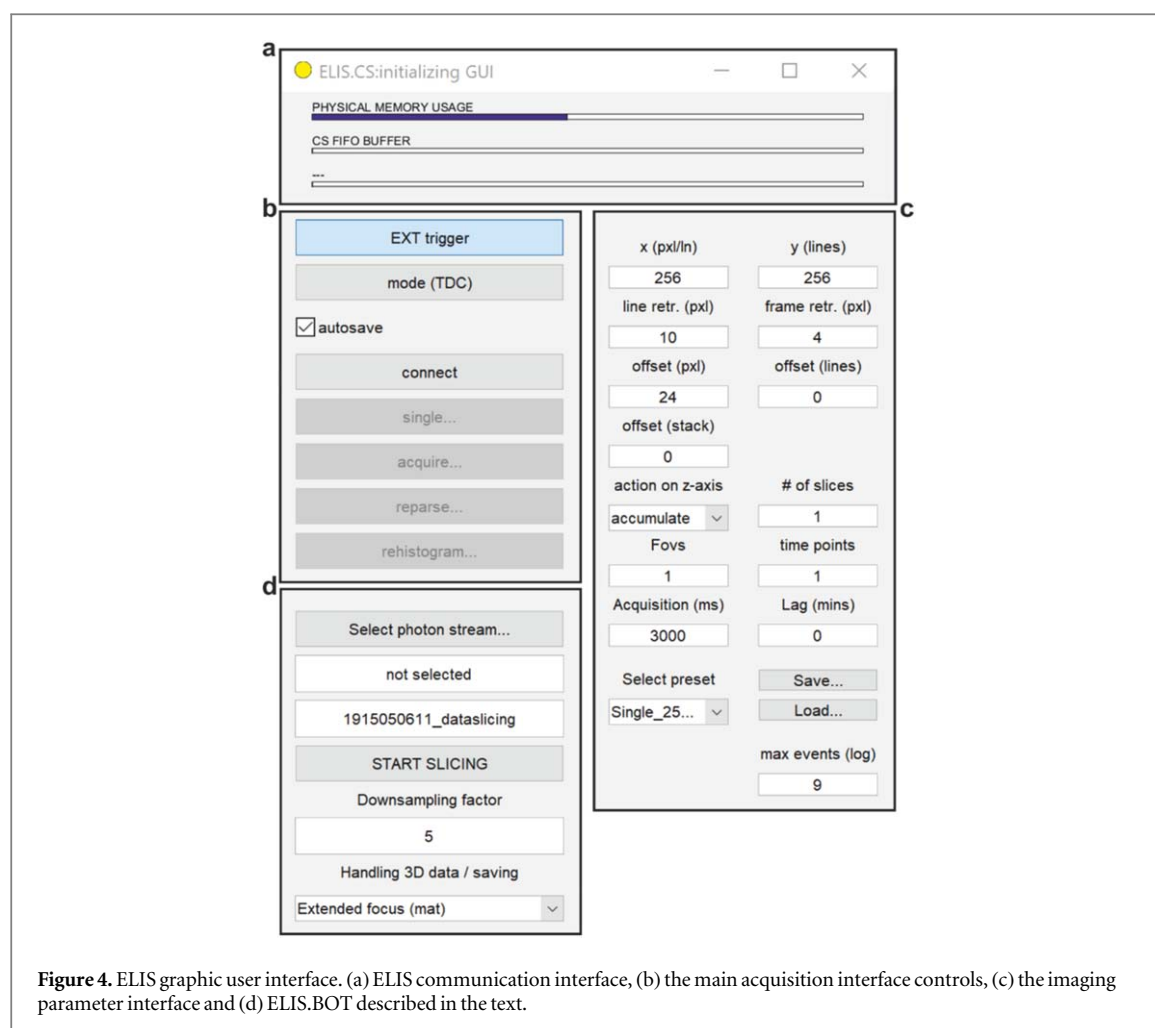 a
ELIS.CS:initializing GUI
PHYSICAL MEMORY USAGE
CS FIFO BUFFER
---
b
EXT trigger
mode (TDC)
autosave
connect
single...
acquire...
reparse...
rehistogram...
c
x (pxl/ln) y (lines)
256 256
line retr. (pxl) frame retr. (pxl)
10 4
offset (pxl) offset (lines)
24 0
offset (stack)
0
action on z-axis # of slices
accumulate 1
Fovs time points
1 1
Acquisition (ms) Lag (mins)
3000 0
Select preset Save...
Single_25... Load...
max events (log)
9
d
Select photon stream...
not selected
1915050611_dataslicing
START SLICING
Downsampling factor
5
Handling 3D data / saving
Extended focus (mat)
Figure 4. ELIS graphic user interface. (a) ELIS communication interface, (b) the main acquisition interface controls, (c) the imaging
parameter interface and (d) ELIS.BOT described in the text.